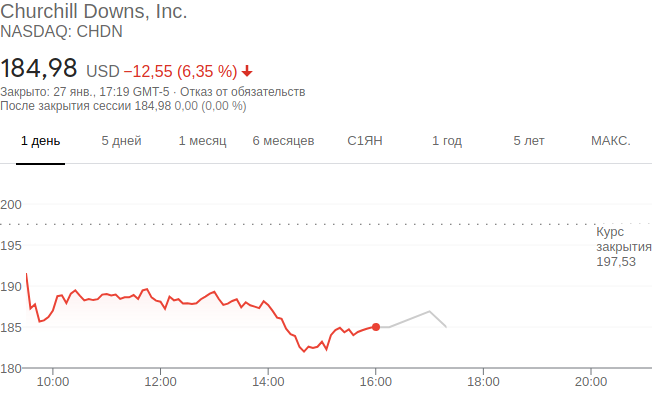 Churchill Downs, Inc.
NASDAQ: CHDN
184,98 USD −12,55 (6,35 %)
Закрыто: 27 янв., 17:19 GMT-5 · Отказ от обязательств
После закрытия сессии 184,98 0,00 (0,00 %)
1 день 5 дней 1 месяц 6 месяцев С1ЯН 1 год 5 лет МАКС.
200
Курс
закрытия
197,53
195
190
185
180
10:00 12:00 14:00 16:00 18:00 20:00